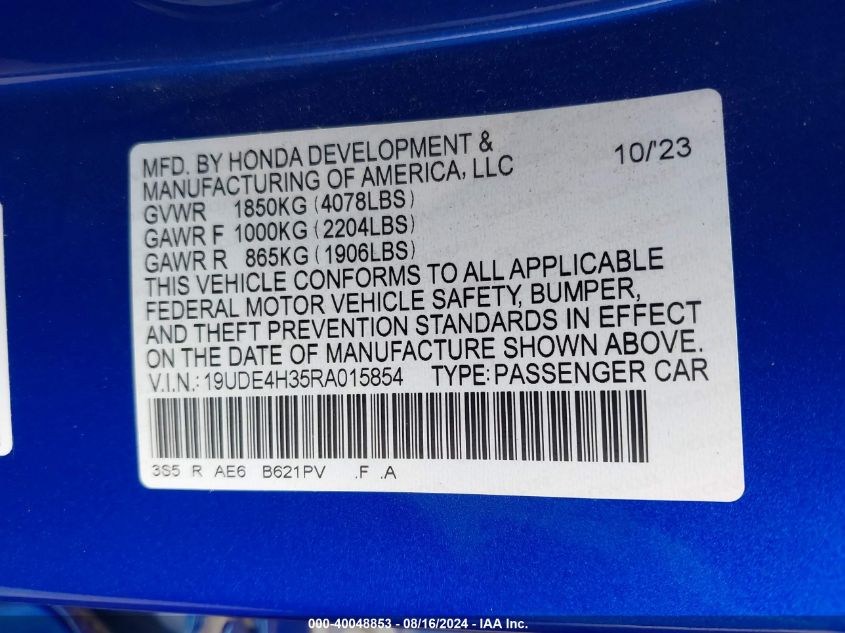 MFD. BY HONDA DEVELOPMENT & 10/'23
MANUFACTURING OF AMERICA, LLC
GVWR 1850KG (4078LBS)
GAWR F 1000KG (2204LBS)
GAWR R 865KG (1906LBS)
THIS VEHICLE CONFORMS TO ALL APPLICABLE
FEDERAL MOTOR VEHICLE SAFETY, BUMPER,
AND THEFT PREVENTION STANDARDS IN EFFECT
ON THE DATE OF MANUFACTURE SHOWN ABOVE.
V.I.N.: 19UDE4H35RA015854 TYPE: PASSENGER CAR
3S5 R AE6 B621PV .F .A
000-40048853 - 08/16/2024 - IAA Inc.